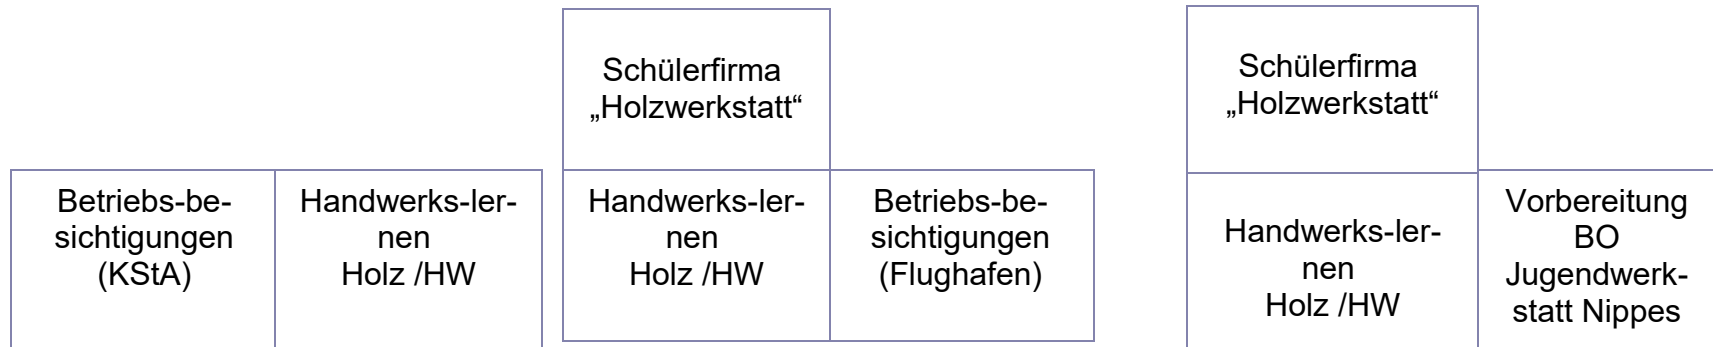 Schülerfirma
„Holzwerkstatt“
Schülerfirma
„Holzwerkstatt“
Betriebs-be-
sichtigungen
(KStA)
Handwerks-ler-
nen
Holz /HW
Handwerks-ler-
nen
Holz /HW
Betriebs-be-
sichtigungen
(Flughafen)
Handwerks-ler-
nen
Holz /HW
Vorbereitung
BO
Jugendwerk-
statt Nippes